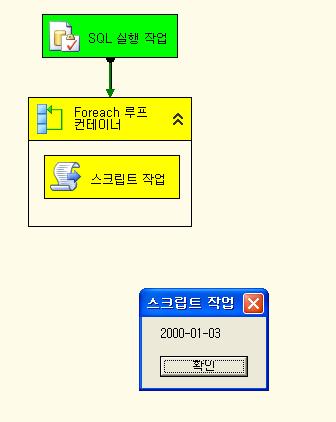 SQL 실행 작업
Foreach 루프
컨테이너
스크립트 작업
스크립트 작업
2000-01-03
확인